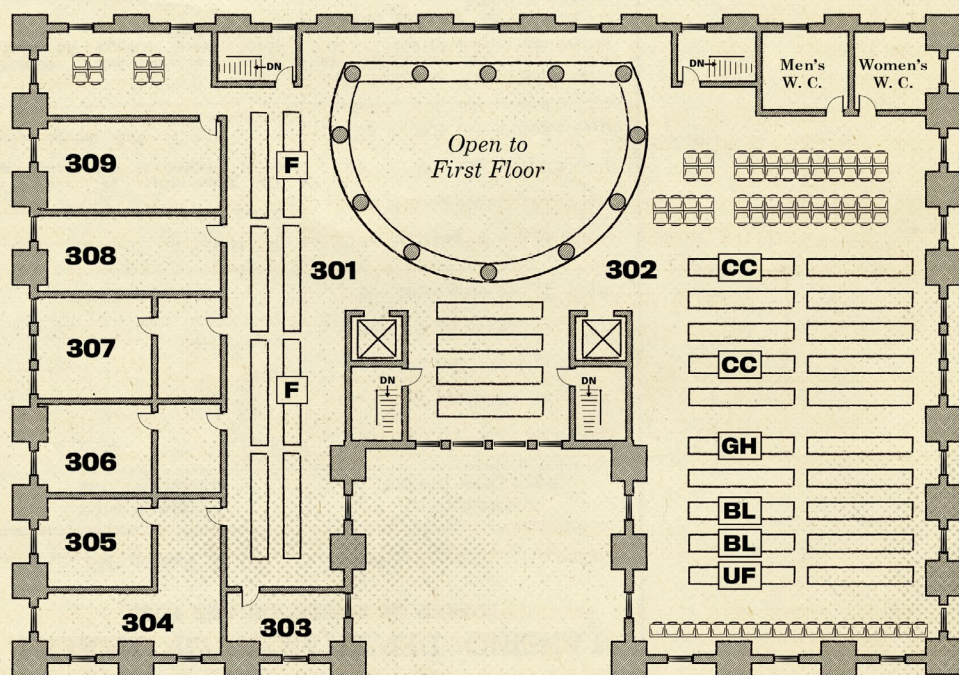 DN
DN
Men's
W. C.
Women's
W. C.
309
F
Open to
First Floor
308
301
302
CC
307
CC
DN
DN
F
306
GH
305
BL
BL
UF
304
303